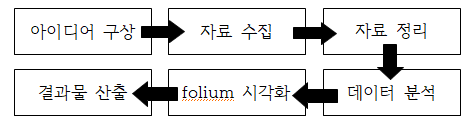 아이디어 구상
자료 수집
자료 정리
데이터 분석
folium 시각화
결과물 산출